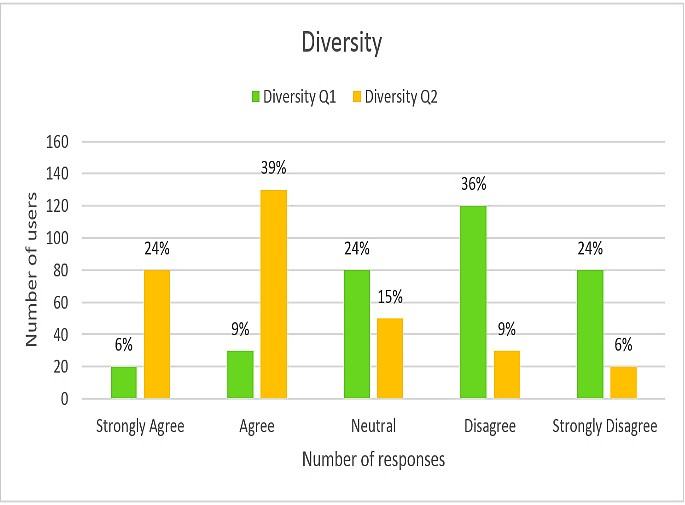 Diversity
Diversity Q1 Diversity Q2
160
140
120
100
80
60
40
20
0
Number of users
6% 24% 9% 39% 24% 15% 36% 9% 24% 6%
Strongly Agree Agree Neutral Disagree Strongly Disagree
Number of responses